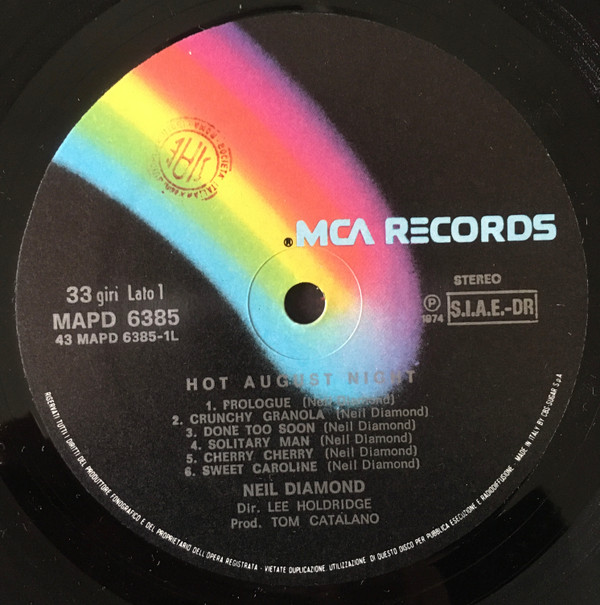 MCA RECORDS
®
STEREO
33 giri Lato 1
MAPD 6385
43 MAPD 6385-1L
℗ 1974
S.I.A.E.-DR
HOT AUGUST NIGHT
1. PROLOGUE (Neil Diamond)
2. CRUNCHY GRANOLA (Neil Diamond)
3. DONE TOO SOON (Neil Diamond)
4. SOLITARY MAN (Neil Diamond)
5. CHERRY CHERRY (Neil Diamond)
6. SWEET CAROLINE (Neil Diamond)
NEIL DIAMOND
Dir. LEE HOLDRIDGE
Prod. TOM CATALANO
RISERVATI TUTTI I DIRITTI DEL PRODUTTORE FONOGRAFICO E DEL PROPRIETARIO DELL'OPERA REGISTRATA - VIETATE DUPLICAZIONE. UTILIZZAZIONE DI QUESTO DISCO PER PUBBLICA ESECUZIONE E RADIODIFFUSIONE. MADE IN ITALY BY CBS SUGAR S.p.A
SIAE